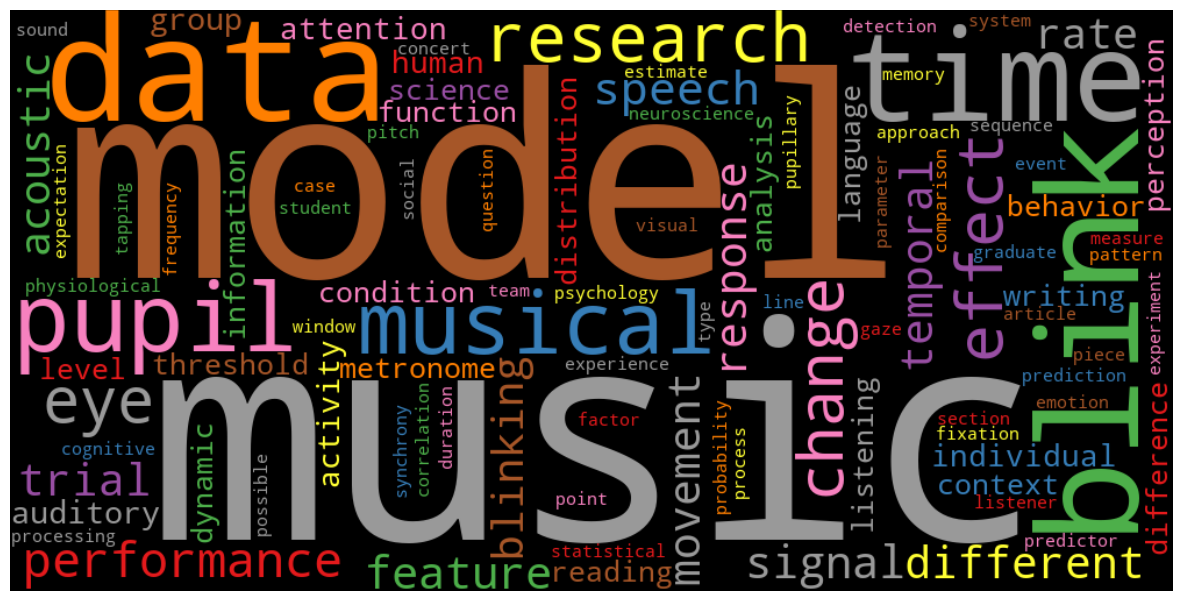 sound
group
attention
concert
research
detection
system
rate
data
human
estimate
time
memory
science
speech
function
neuroscience
acoustic
distribution
pitch
approach
sequence
perception
model
expectation
tapping
frequency
information
case
student
social
question
visual
response
analysis
pupillary
language
parameter
temporal
comparison
effect
event
behavior
blink
graduate
measure
pattern
physiological
pupil
condition
team
psychology
musical
type
line
change
gaze
writing
article
experiment
window
level
threshold
metronome
experience
piece
prediction
eye
activity
blinking
music
movement
listening
emotion
section
fixation
difference
cognitive
trial
dynamic
possible
synchrony
correlation
duration
factor
point
probability
process
individual
context
listener
auditory
processing
performance
feature
statistical
reading
signal
different
predictor